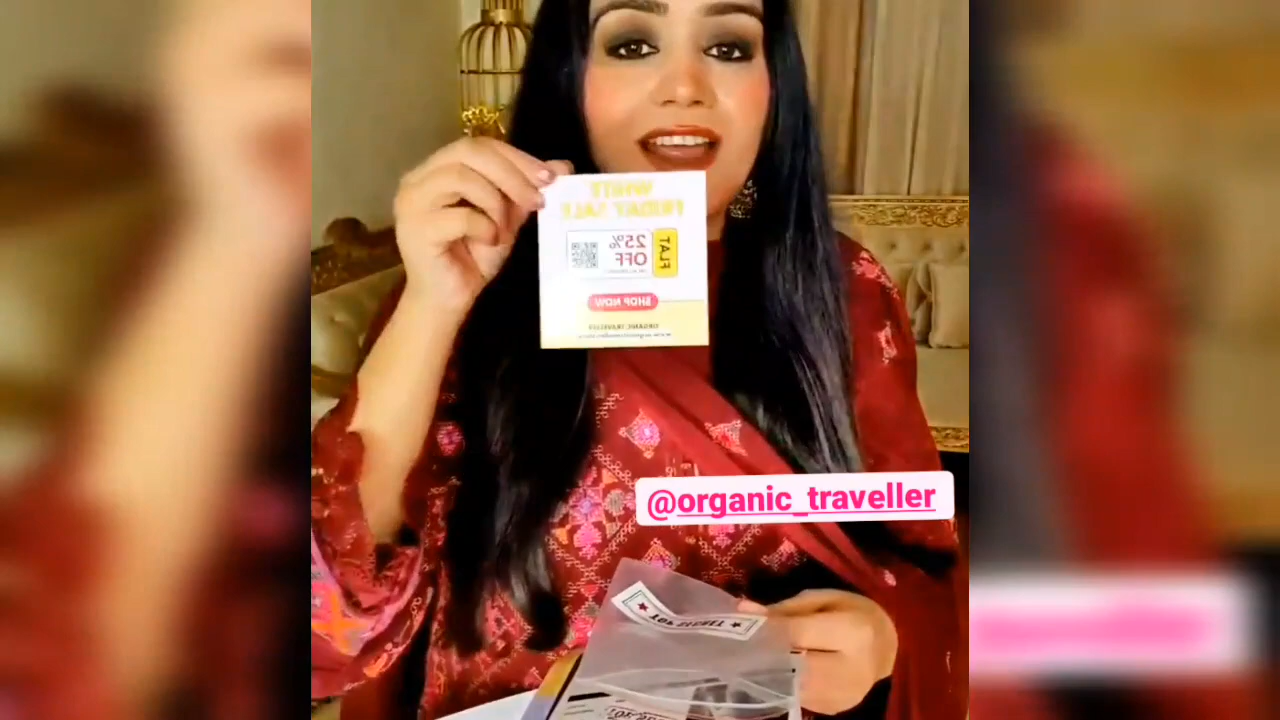 WHITE
FRIDAY SALE
FLAT
25%
OFF
SHOP NOW
ORGANIC TRAVELLER
@organic_traveller